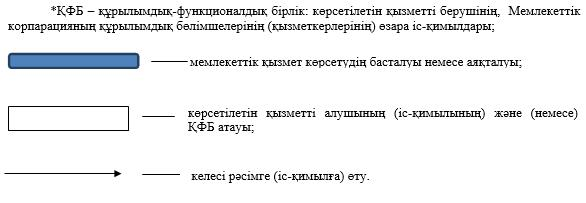 *ҚФБ – құрылымдық-функционалдық бірлік: көрсетілетін қызметті берушінің, Мемлекеттік
корпарацияның құрылымдық бөлімшелерінің (қызметкерлерінің) өзара іс-қимылдары;
мемлекеттік қызмет көрсетудің басталуы немесе аяқталуы;
көрсетілетін қызметті алушының (іс-қимылының) және (немесе)
ҚФБ атауы;
келесі рәсімге (іс-қимылға) өту.